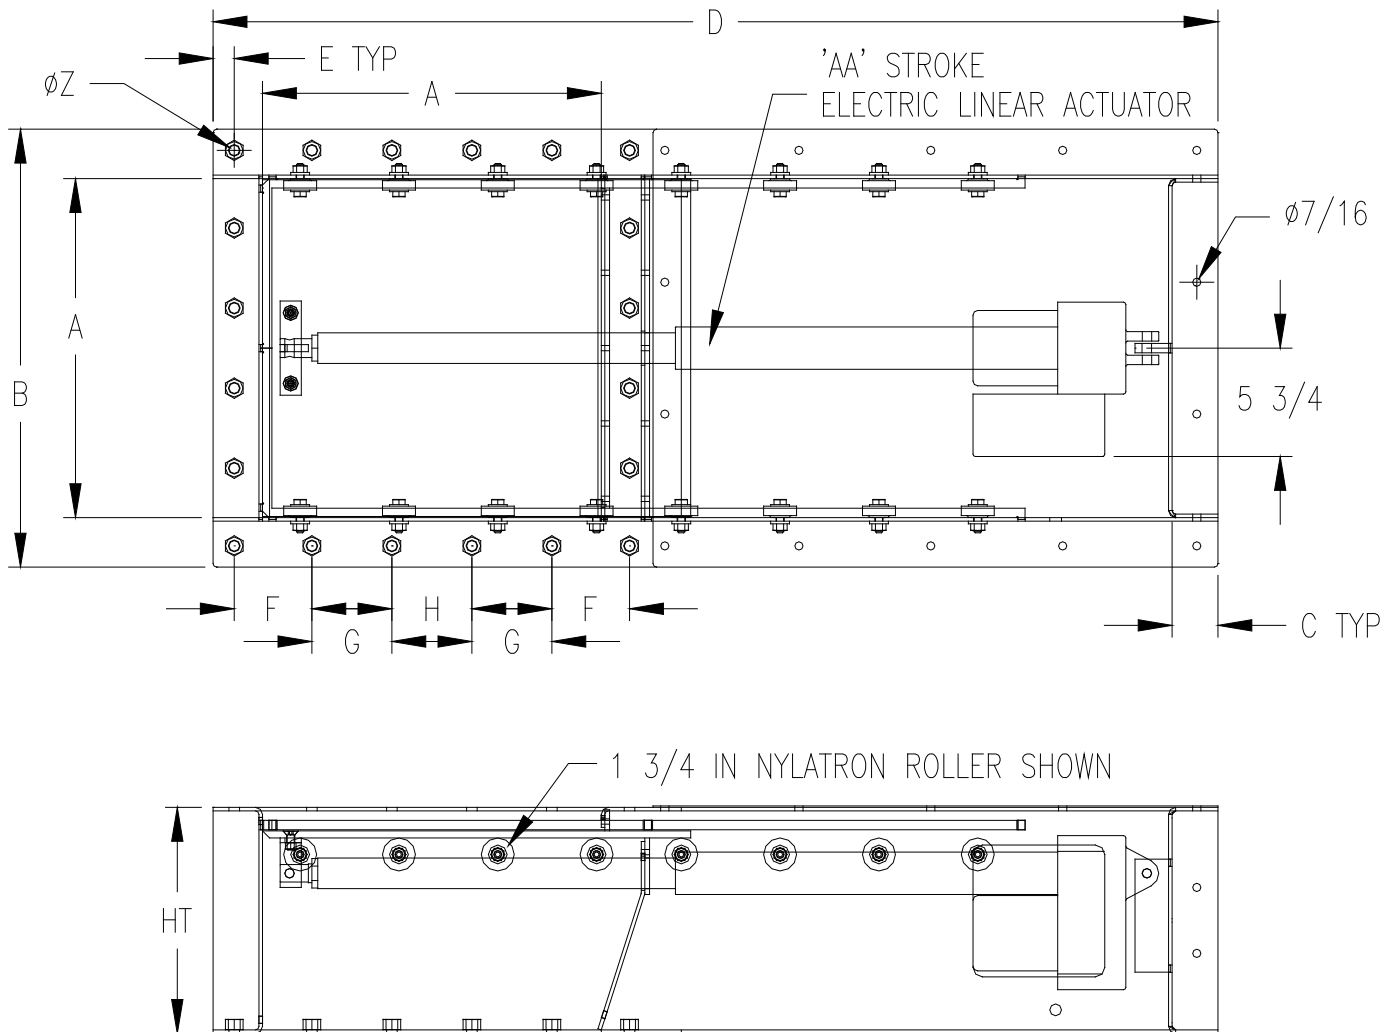 D
E TYP
'AA' STROKE
ELECTRIC LINEAR ACTUATOR
øZ
A
ø7/16
A
B
5 3/4
F
H
F
G
G
C TYP
1 3/4 IN NYLATRON ROLLER SHOWN
HT